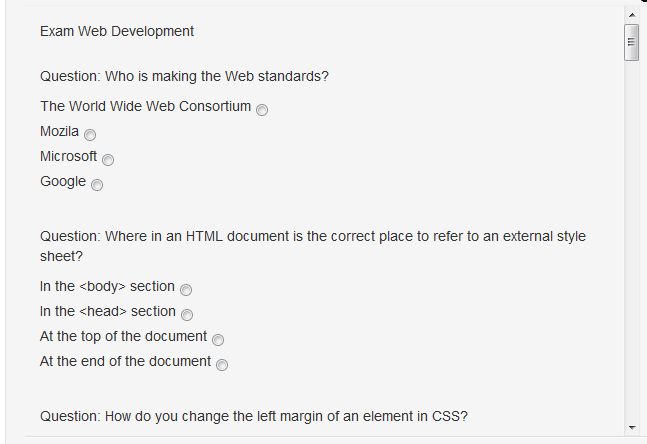 Exam Web Development
Question: Who is making the Web standards?
The World Wide Web Consortium
Mozila
Microsoft
Google
Question: Where in an HTML document is the correct place to refer to an external style
sheet?
In the <body> section
In the <head> section
At the top of the document
At the end of the document
Question: How do you change the left margin of an element in CSS?